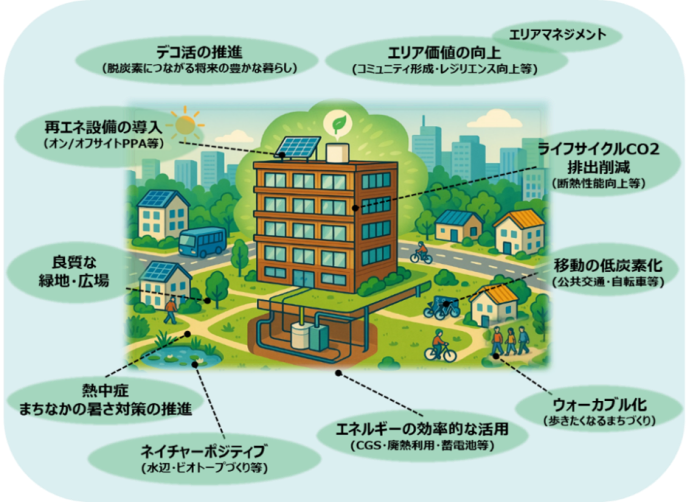 エリアマネジメント
デコ活の推進
(脱炭素につながる将来の豊かな暮らし)
エリア価値の向上
(コミュニティ形成・レジリエンス向上等)
再エネ設備の導入
(オン/オフサイトPPA等)
ライフサイクルCO2
排出削減
(断熱性能向上等)
良質な
緑地・広場
移動の低炭素化
(公共交通・自転車等)
熱中症
まちなかの暑さ対策の推進
ウォーカブル化
(歩きたくなるまちづくり)
ネイチャーポジティブ
(水辺・ビオトープづくり等)
エネルギーの効率的な活用
(CGS・廃熱利用・蓄電池等)